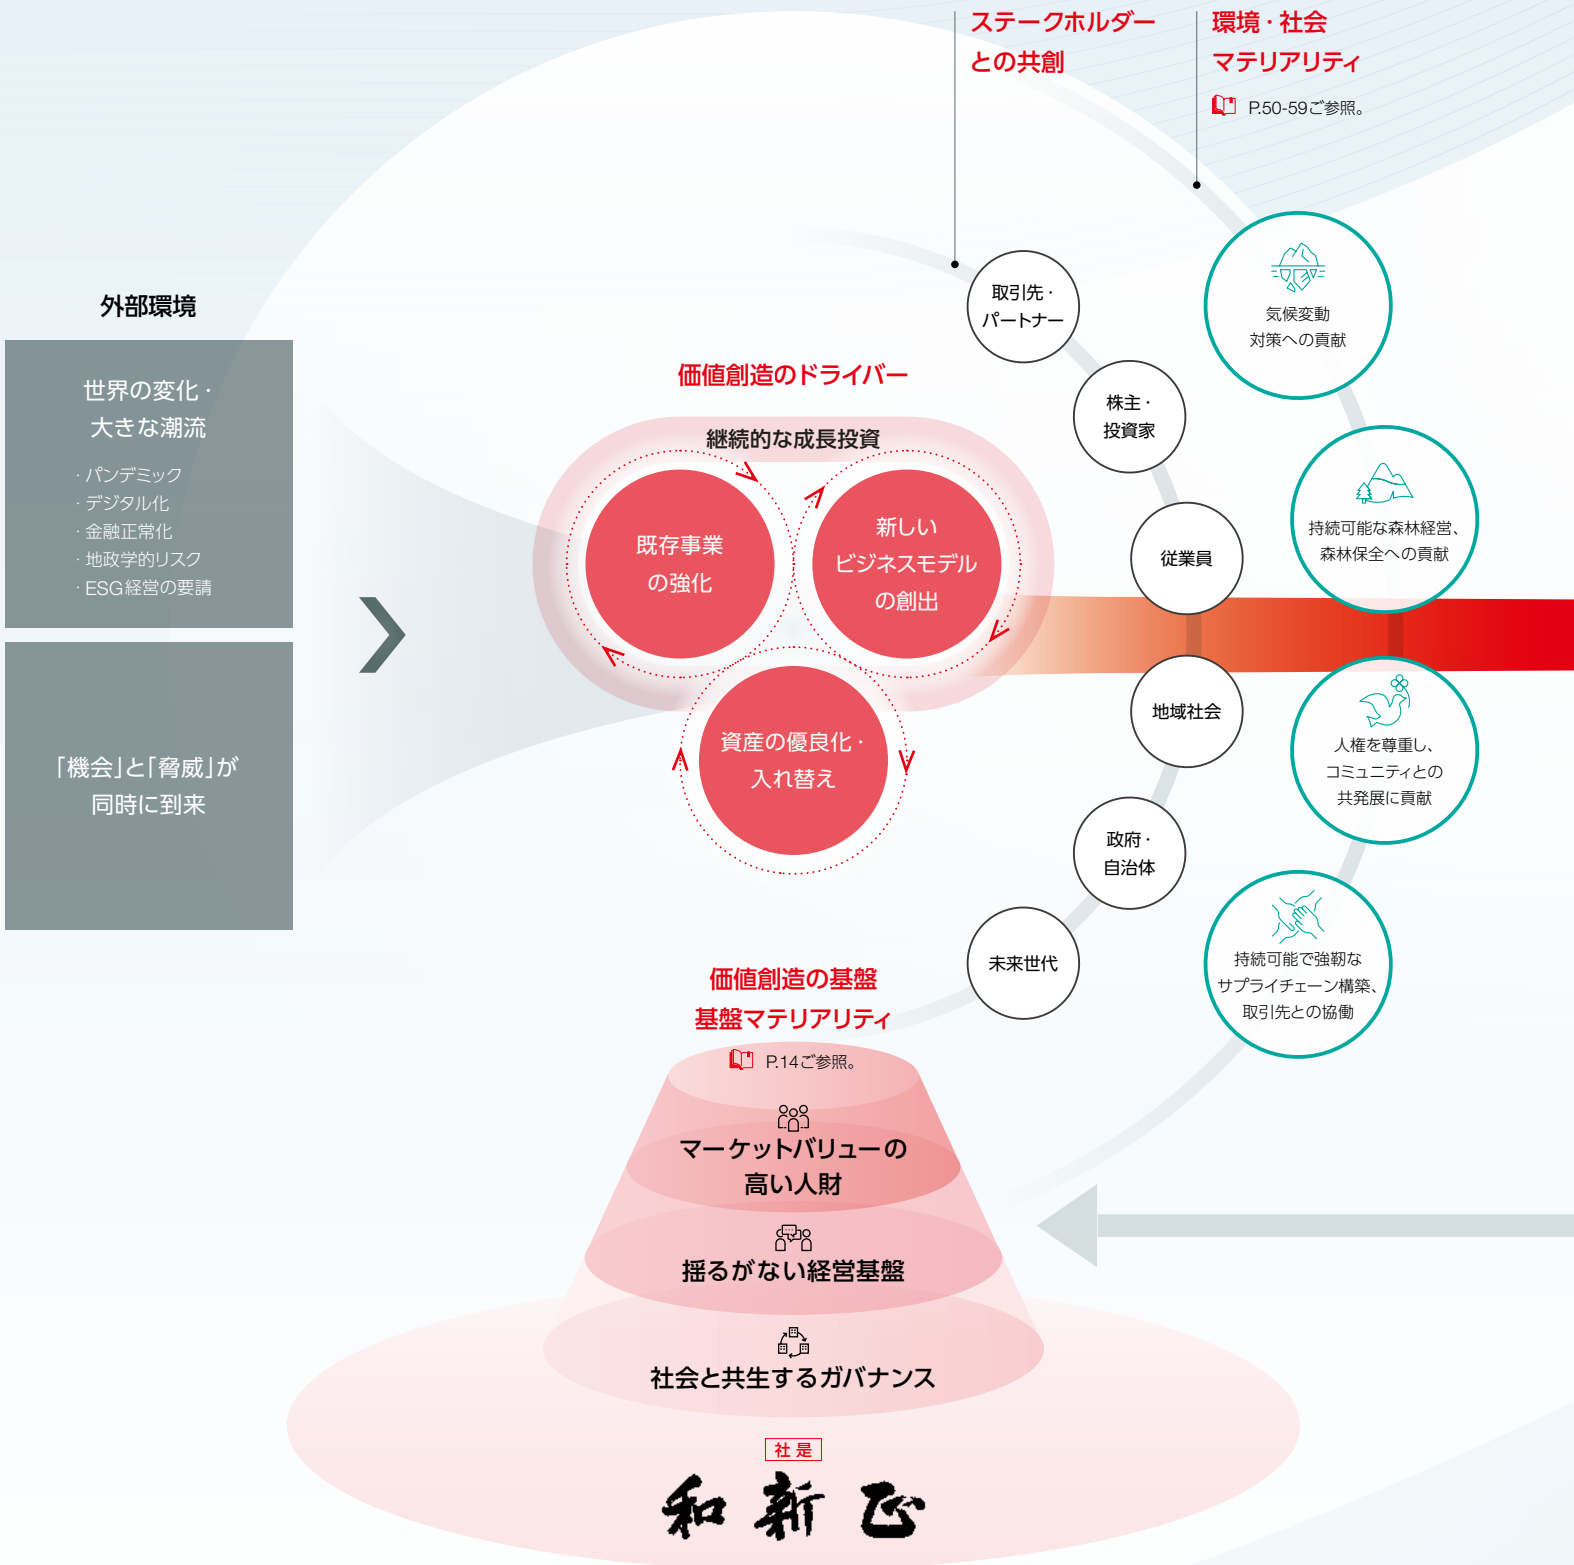 ステークホルダー
との共創
環境・社会
マテリアリティ
P.50-59ご参照。
外部環境
世界の変化・
大きな潮流
・パンデミック
・デジタル化
・金融正常化
・地政学的リスク
・ESG経営の要請
「機会」と「脅威」が
同時に到来
価値創造のドライバー
継続的な成長投資
既存事業
の強化
新しい
ビジネスモデル
の創出
資産の優良化・
入れ替え
取引先・
パートナー
株主・
投資家
従業員
地域社会
政府・
自治体
未来世代
気候変動
対策への貢献
持続可能な森林経営、
森林保全への貢献
人権を尊重し、
コミュニティとの
共発展に貢献
持続可能で強靭な
サプライチェーン構築、
取引先との協働
価値創造の基盤
基盤マテリアリティ
P.14ご参照。
マーケットバリューの
高い人財
揺るがない経営基盤
社会と共生するガバナンス
社是
和新正